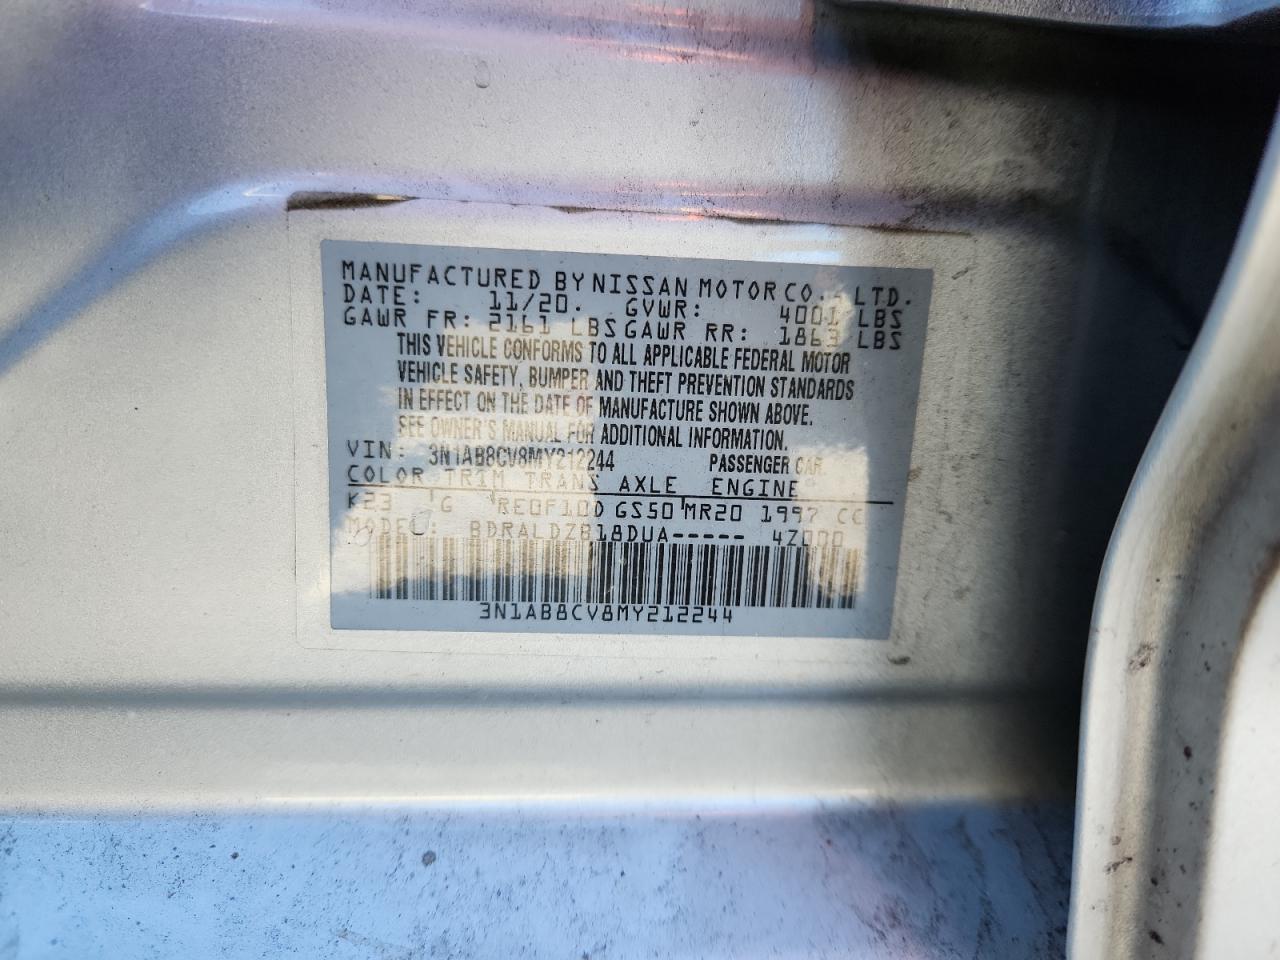 MANUFACTURED BY NISSAN MOTOR CO., LTD.
DATE: 11/20. GVWR: 4001 LBS
GAWR FR: 2161 LBS GAWR RR: 1863 LBS
THIS VEHICLE CONFORMS TO ALL APPLICABLE FEDERAL MOTOR
VEHICLE SAFETY, BUMPER AND THEFT PREVENTION STANDARDS
IN EFFECT ON THE DATE OF MANUFACTURE SHOWN ABOVE.
SEE OWNER'S MANUAL FOR ADDITIONAL INFORMATION.
VIN: 3N1AB8CV8MY212244 PASSENGER CAR
COLOR TRIM TRANS AXLE ENGINE
K23 G RE0F10D GS50 MR20 1997 CC
MODEL: BDRALDZB18DUA------ 4Z000
3N1AB8CV8MY212244